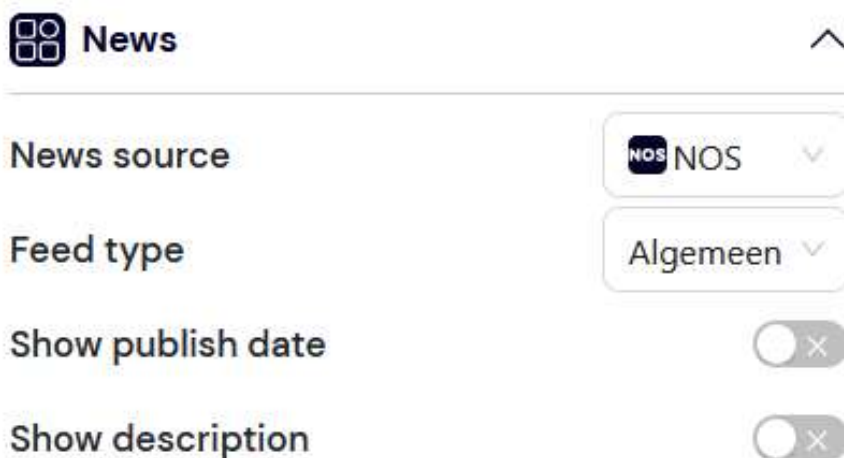 News
News source
NOS NOS
Feed type
Algemeen
Show publish date
Show description